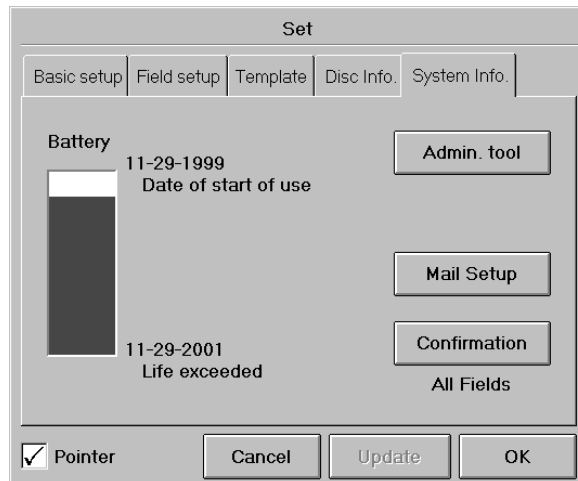 Set
Basic setup Field setup Template Disc Info. System Info.
Battery
11-29-1999
Date of start of use
Admin. tool
Mail Setup
11-29-2001
Life exceeded
Confirmation
All Fields
Pointer Cancel Update OK